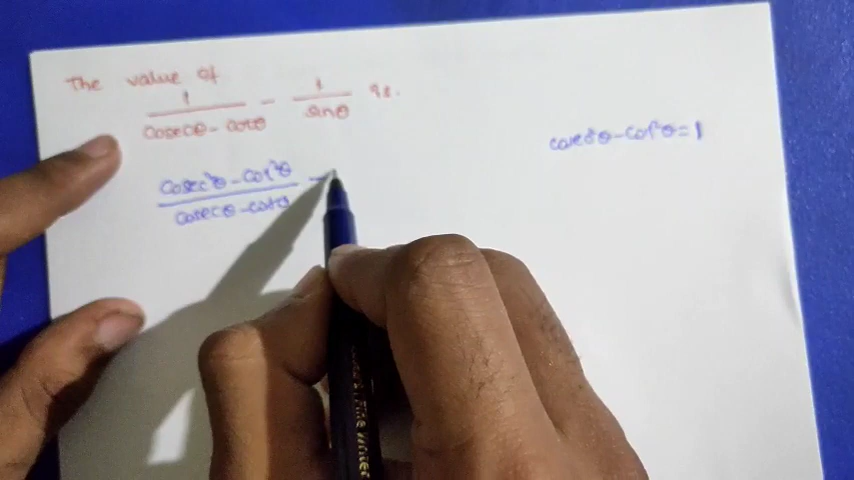 The value of
1/(cosecθ - cotθ) - 1/sinθ is.
cosec²θ - cot²θ = 1
(cosec²θ - cot²θ)/(cosecθ - cotθ) -